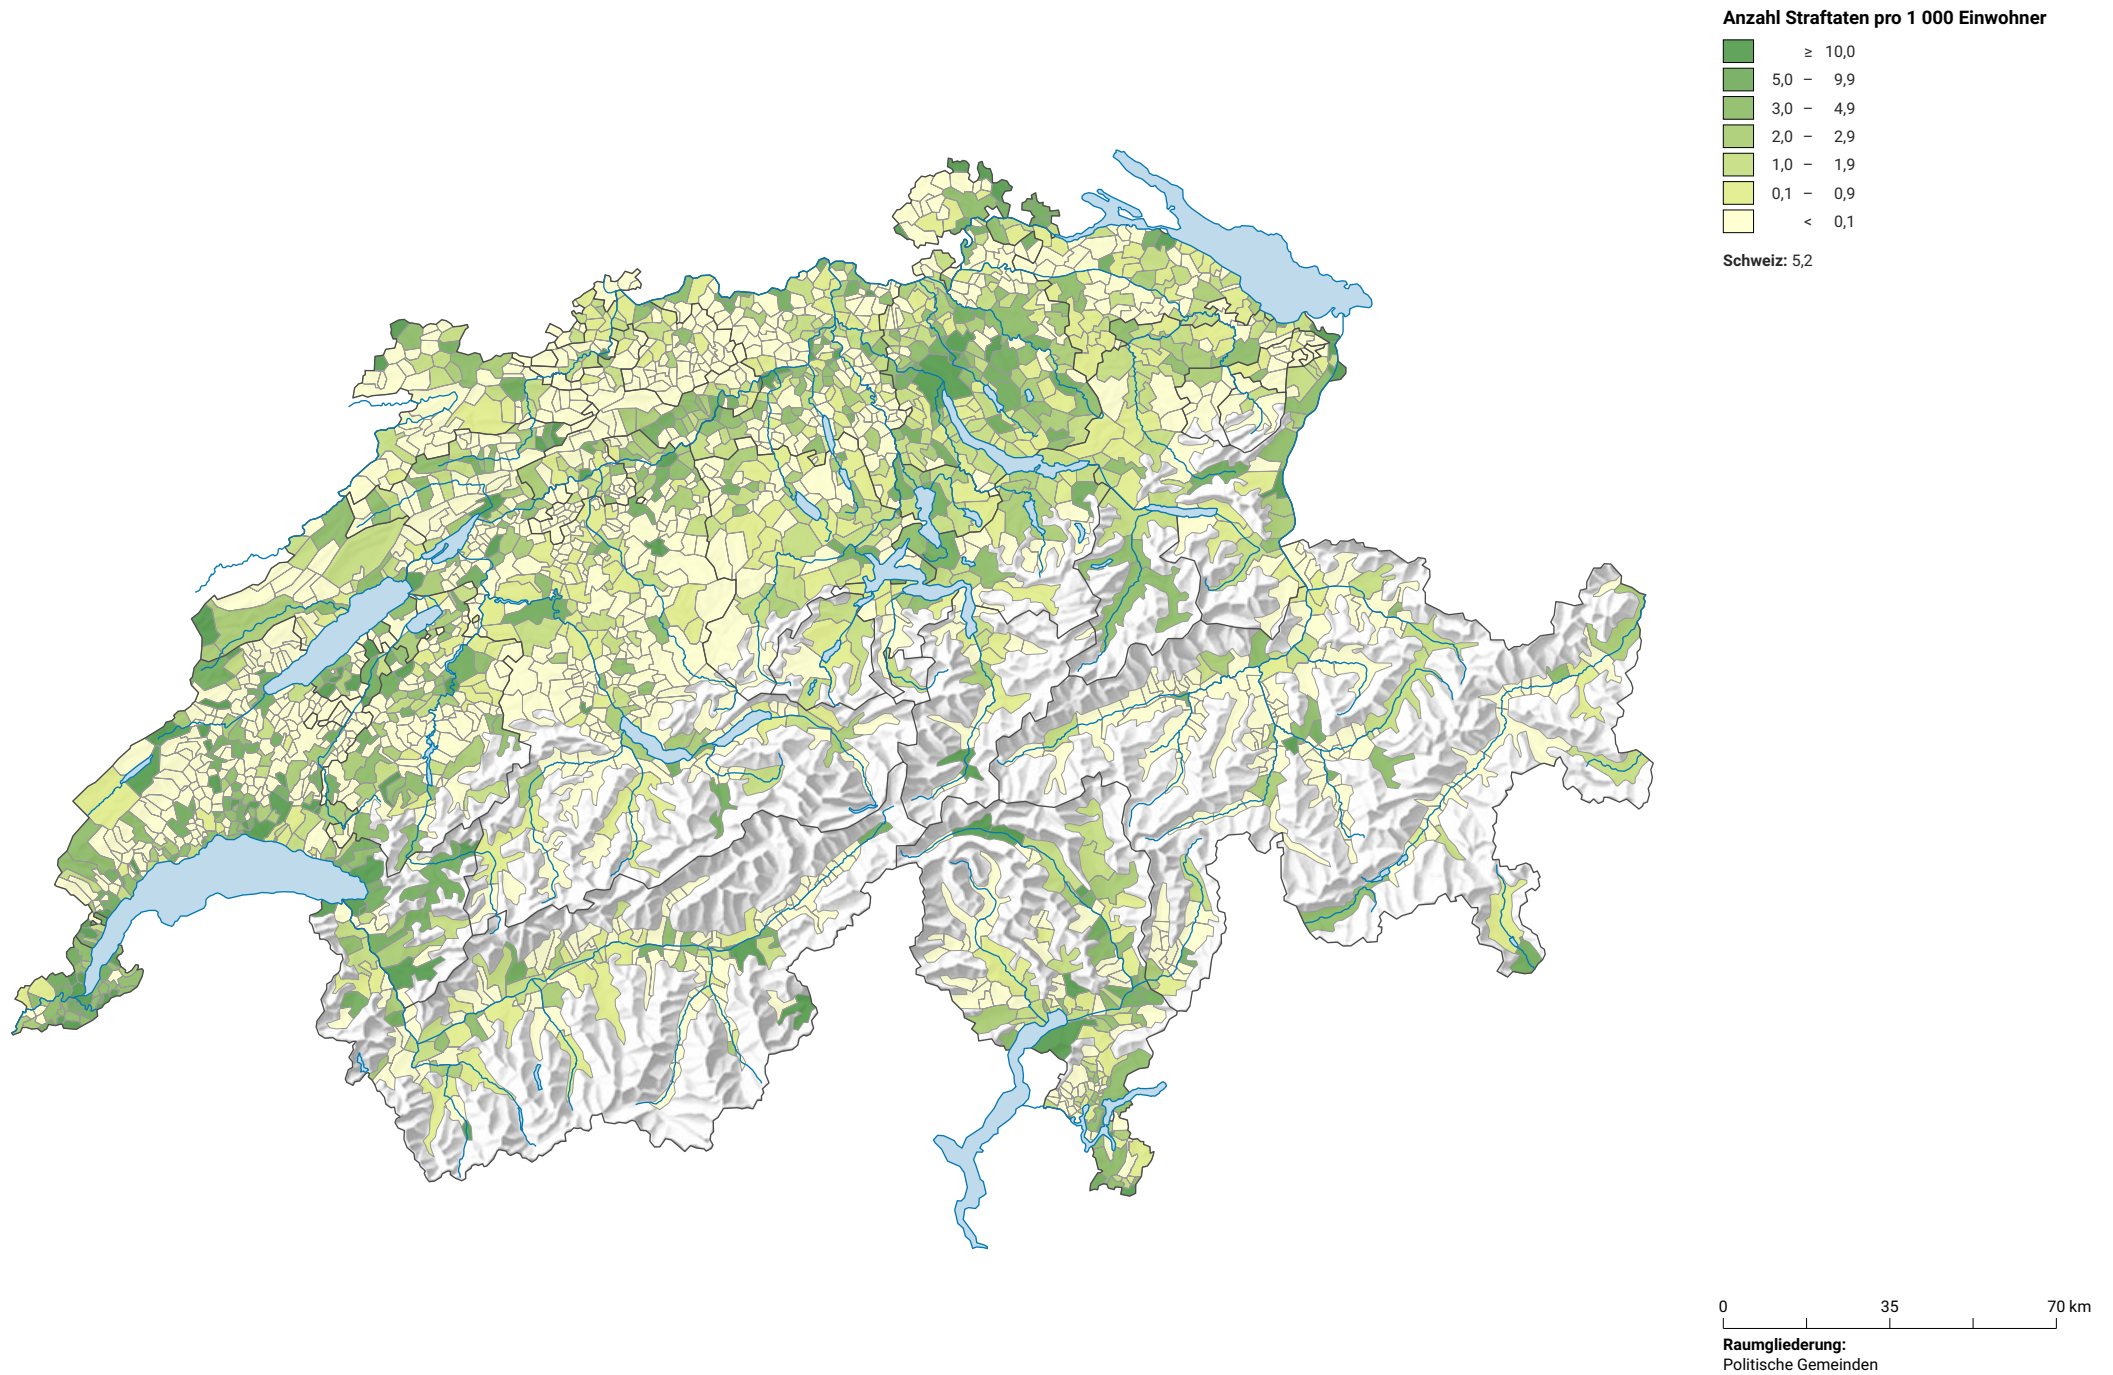 Anzahl Straftaten pro 1 000 Einwohner
≥ 10,0
5,0 – 9,9
3,0 – 4,9
2,0 – 2,9
1,0 – 1,9
0,1 – 0,9
< 0,1
Schweiz: 5,2
0 35 70 km
Raumgliederung:
Politische Gemeinden